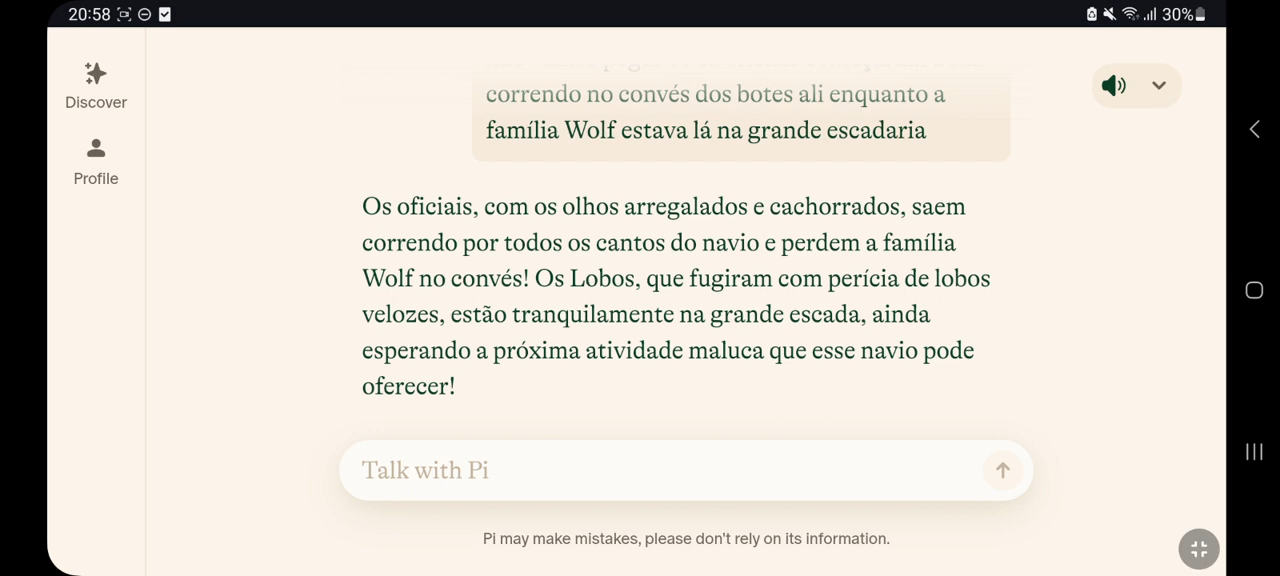 20:58
30%
Discover
Profile
correndo no convés dos botes ali enquanto a
família Wolf estava lá na grande escadaria
Os oficiais, com os olhos arregalados e cachorrados, saem
correndo por todos os cantos do navio e perdem a família
Wolf no convés! Os Lobos, que fugiram com perícia de lobos
velozes, estão tranquilamente na grande escada, ainda
esperando a próxima atividade maluca que esse navio pode
oferecer!
Talk with Pi
Pi may make mistakes, please don't rely on its information.